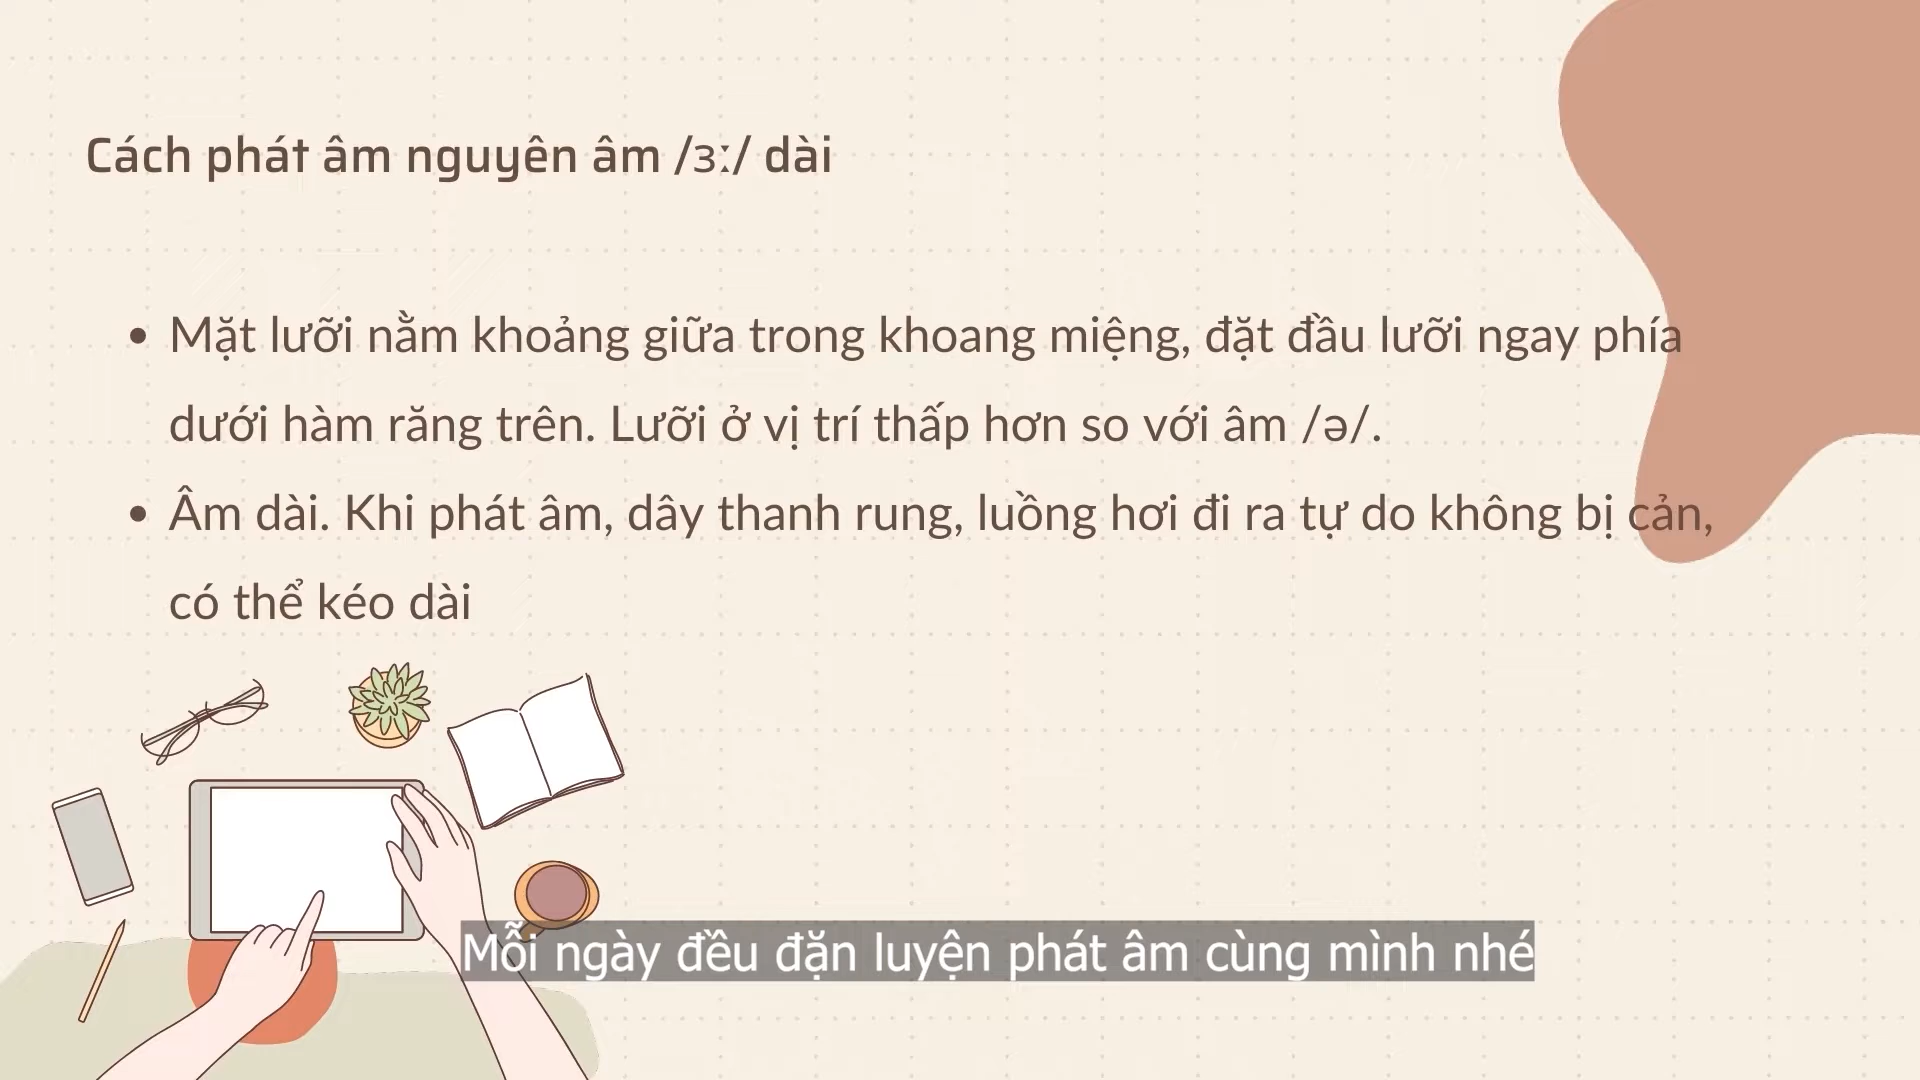 Cách phát âm nguyên âm /ɜː/ dài
• Mặt lưỡi nằm khoảng giữa trong khoang miệng, đặt đầu lưỡi ngay phía
dưới hàm răng trên. Lưỡi ở vị trí thấp hơn so với âm /ə/.
• Âm dài. Khi phát âm, dây thanh rung, luồng hơi đi ra tự do không bị cản,
có thể kéo dài
Mỗi ngày đều đặn luyện phát âm cùng mình nhé